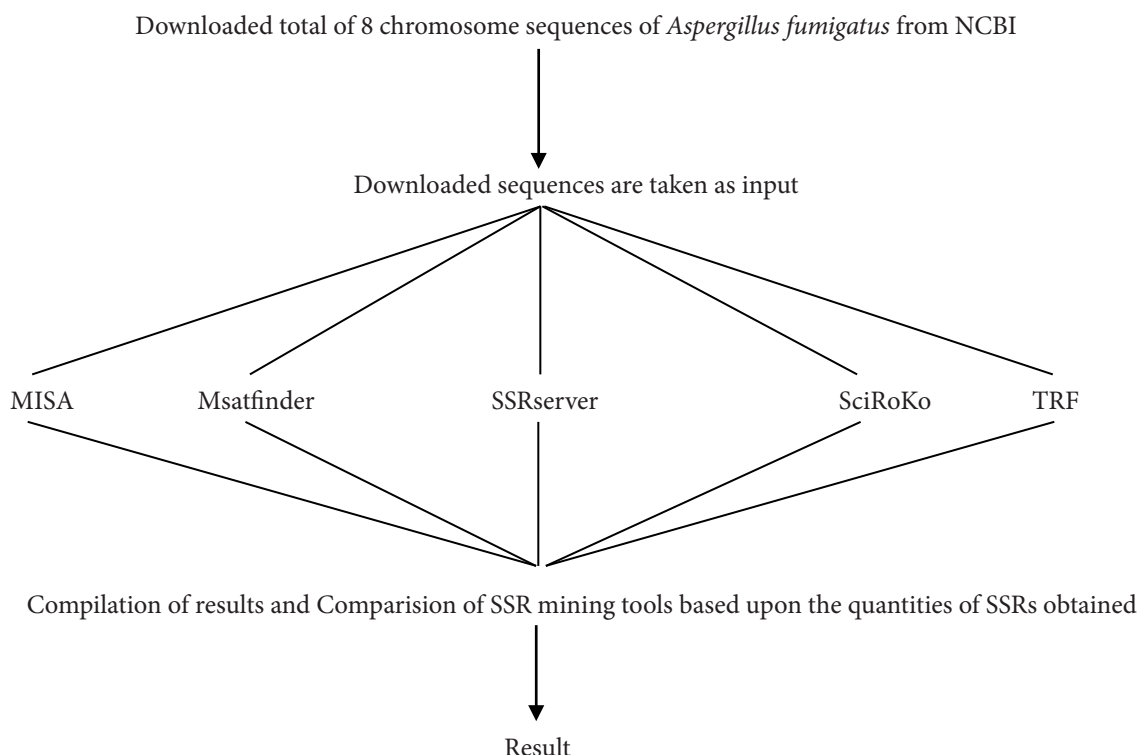 Downloaded total of 8 chromosome sequences of Aspergillus fumigatus from NCBI
Downloaded sequences are taken as input
MISA Msatfinder SSRserver SciRoKo TRF
Compilation of results and Comparision of SSR mining tools based upon the quantities of SSRs obtained
Result